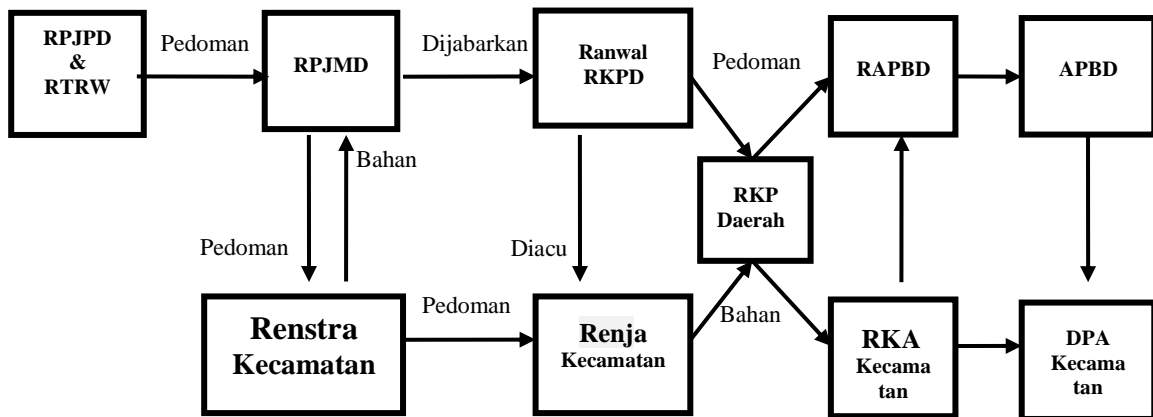 RPJPD
&
RTRW
Pedoman
RPJMD
Dijabarkan
Ranwal
RKPD
Pedoman
RAPBD
APBD
Bahan
RKP
Daerah
Pedoman
Diacu
Renstra
Kecamatan
Pedoman
Renja
Kecamatan
Bahan
RKA
Kecama
tan
DPA
Kecama
tan